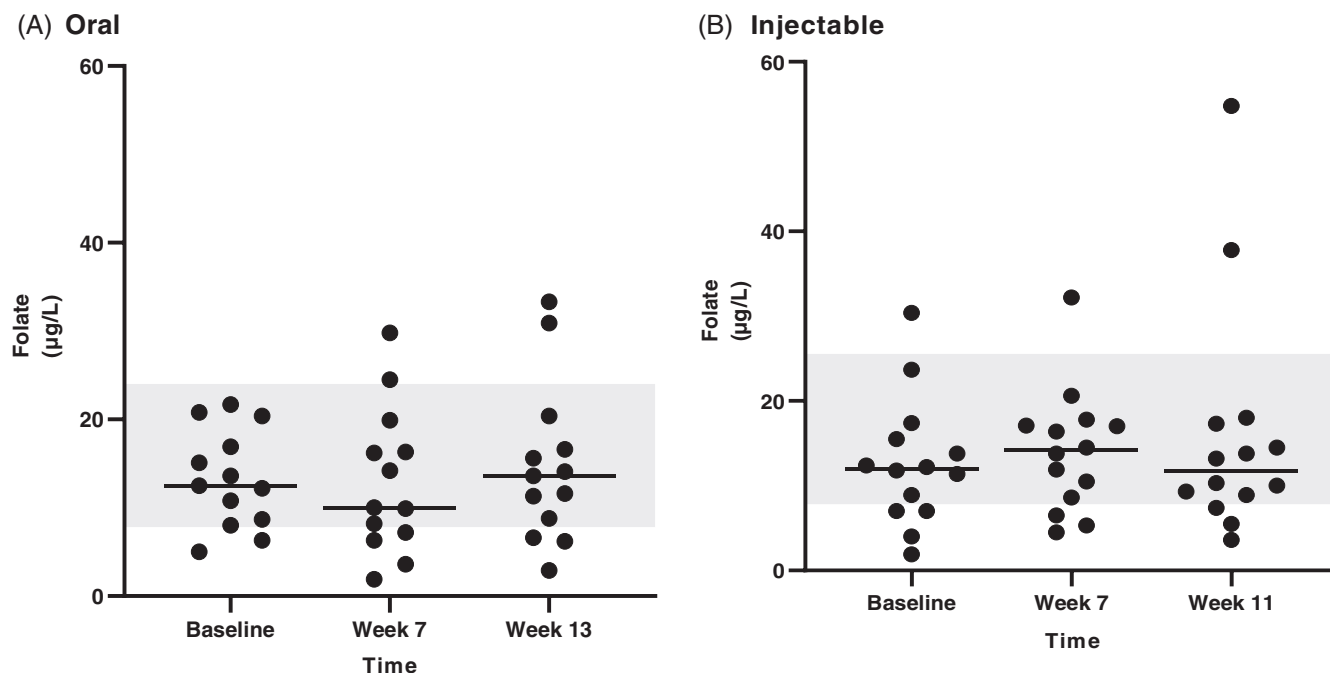 (A) Oral
60
40
20
0
Folate
(µg/L)
Baseline
Week 7
Week 13
Time
(B) Injectable
60
40
20
0
Folate
(µg/L)
Baseline
Week 7
Week 11
Time